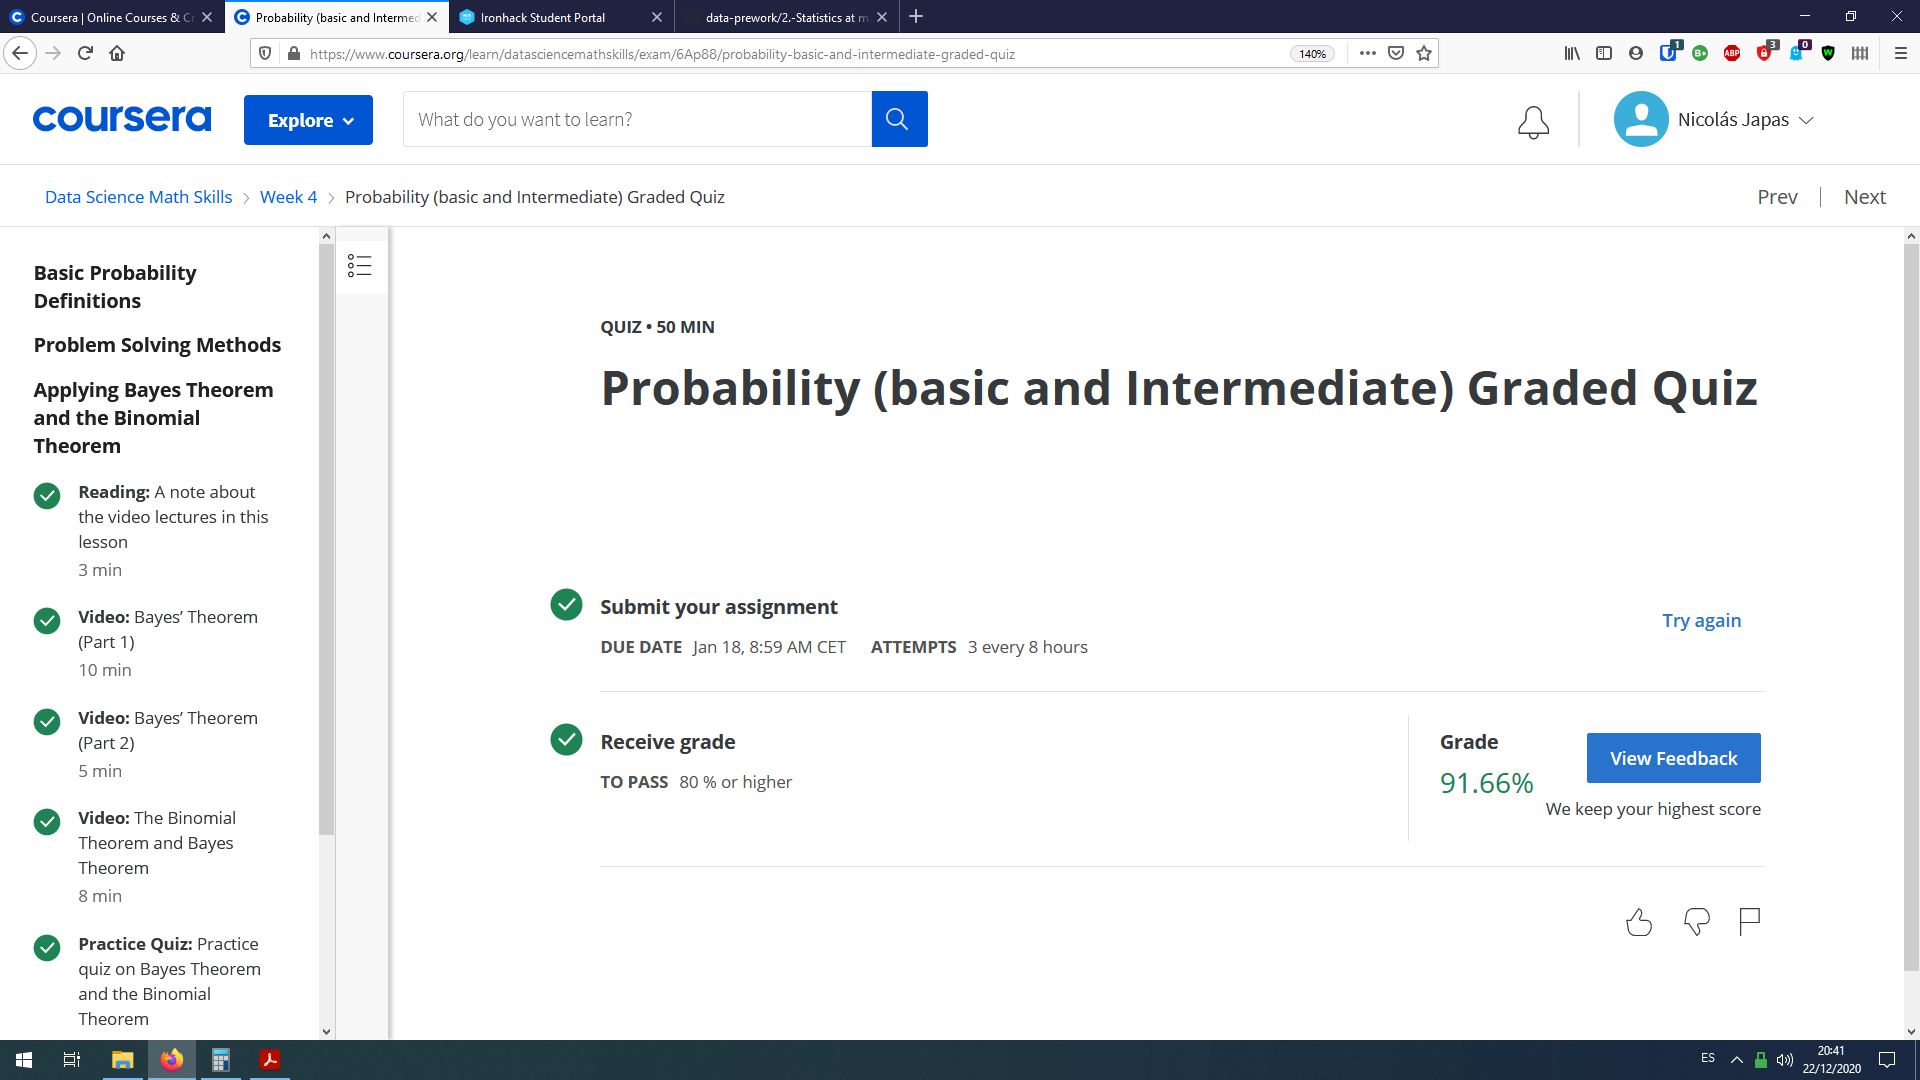 Coursera | Online Courses & Cr
Probability (basic and Intermed
Ironhack Student Portal
data-prework/2.-Statistics at m
https://www.coursera.org/learn/datasciencemathskills/exam/6Ap88/probability-basic-and-intermediate-graded-quiz
140%
1
B+
ABP
3
0
W
coursera
Explore
What do you want to learn?
Nicolás Japas
Data Science Math Skills
Week 4
Probability (basic and Intermediate) Graded Quiz
Prev
Next
Basic Probability
Definitions
Problem Solving Methods
Applying Bayes Theorem
and the Binomial
Theorem
Reading: A note about
the video lectures in this
lesson
3 min
Video: Bayes’ Theorem
(Part 1)
10 min
Video: Bayes’ Theorem
(Part 2)
5 min
Video: The Binomial
Theorem and Bayes
Theorem
8 min
Practice Quiz: Practice
quiz on Bayes Theorem
and the Binomial
Theorem
QUIZ • 50 MIN
Probability (basic and Intermediate) Graded Quiz
Submit your assignment
DUE DATE Jan 18, 8:59 AM CET ATTEMPTS 3 every 8 hours
Try again
Receive grade
TO PASS 80 % or higher
Grade
91.66%
View Feedback
We keep your highest score
ES
20:41
22/12/2020